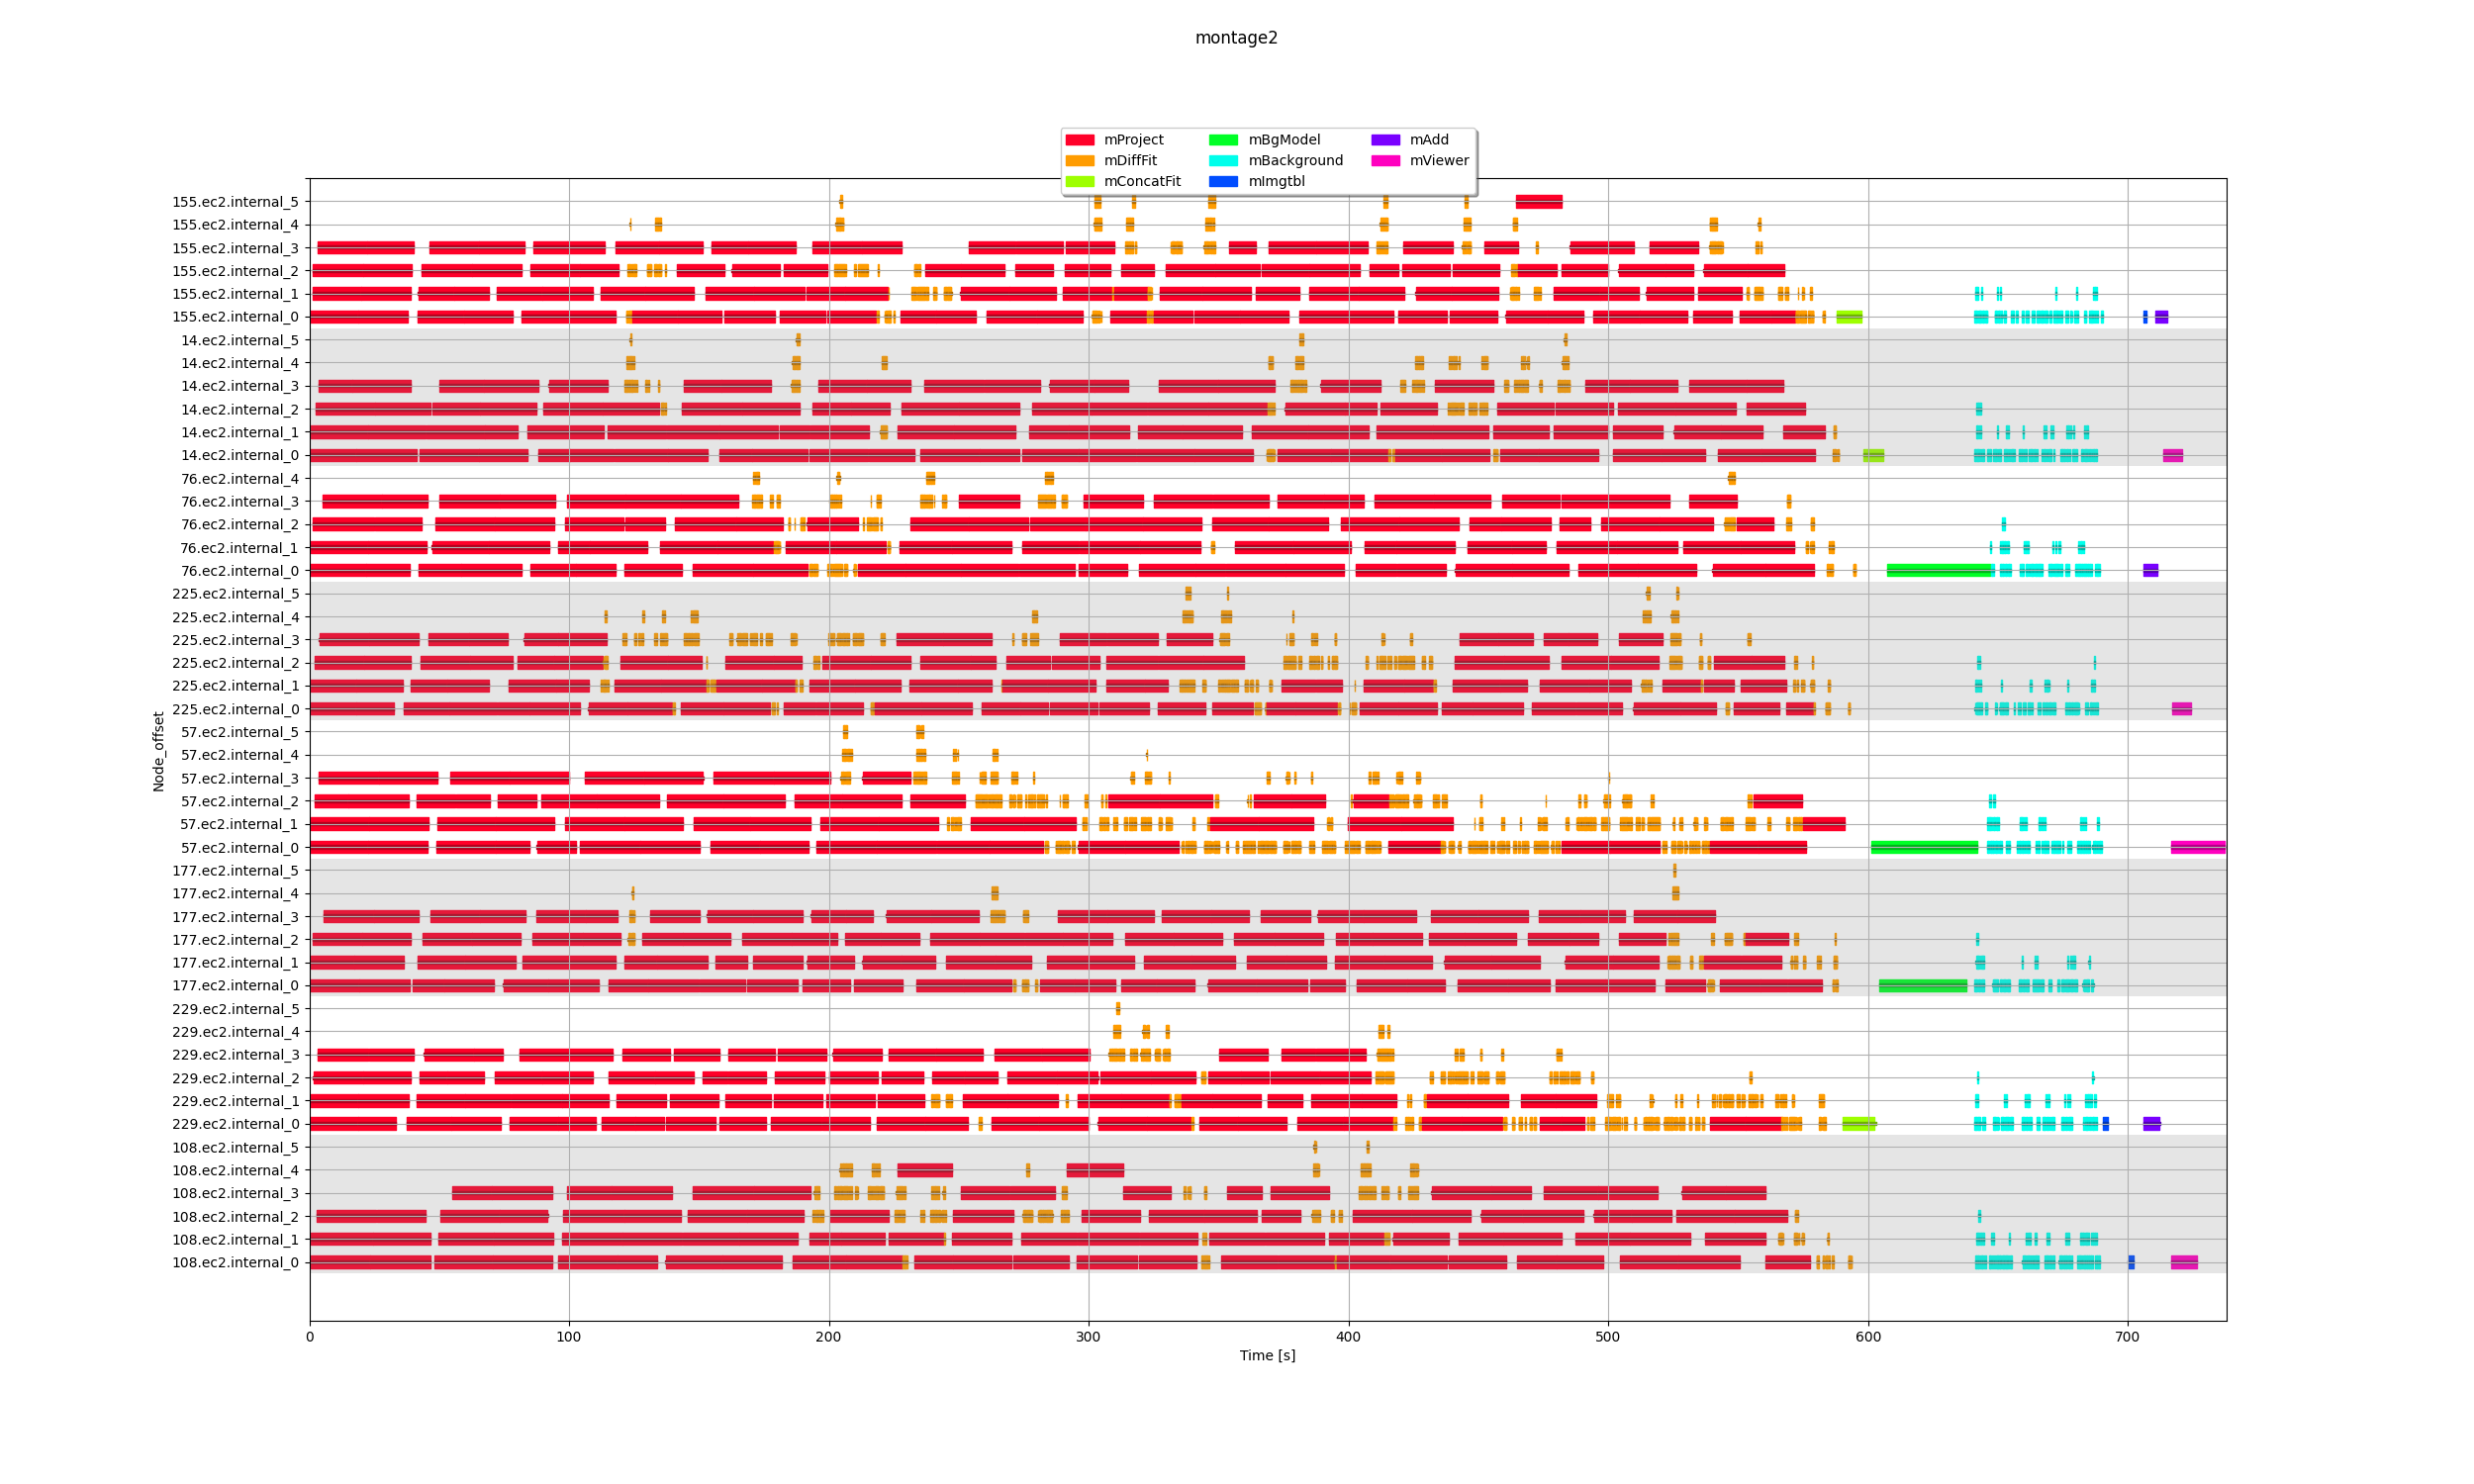 montage2
mProject mBgModel mAdd
mDiffFit mBackground mViewer
mConcatFit mImgtbl
155.ec2.internal_5
155.ec2.internal_4
155.ec2.internal_3
155.ec2.internal_2
155.ec2.internal_1
155.ec2.internal_0
14.ec2.internal_5
14.ec2.internal_4
14.ec2.internal_3
14.ec2.internal_2
14.ec2.internal_1
14.ec2.internal_0
76.ec2.internal_4
76.ec2.internal_3
76.ec2.internal_2
76.ec2.internal_1
76.ec2.internal_0
225.ec2.internal_5
225.ec2.internal_4
225.ec2.internal_3
225.ec2.internal_2
225.ec2.internal_1
225.ec2.internal_0
57.ec2.internal_5
57.ec2.internal_4
57.ec2.internal_3
57.ec2.internal_2
57.ec2.internal_1
57.ec2.internal_0
177.ec2.internal_5
177.ec2.internal_4
177.ec2.internal_3
177.ec2.internal_2
177.ec2.internal_1
177.ec2.internal_0
229.ec2.internal_5
229.ec2.internal_4
229.ec2.internal_3
229.ec2.internal_2
229.ec2.internal_1
229.ec2.internal_0
108.ec2.internal_5
108.ec2.internal_4
108.ec2.internal_3
108.ec2.internal_2
108.ec2.internal_1
108.ec2.internal_0
Node_offset
0 100 200 300 400 500 600 700
Time [s]